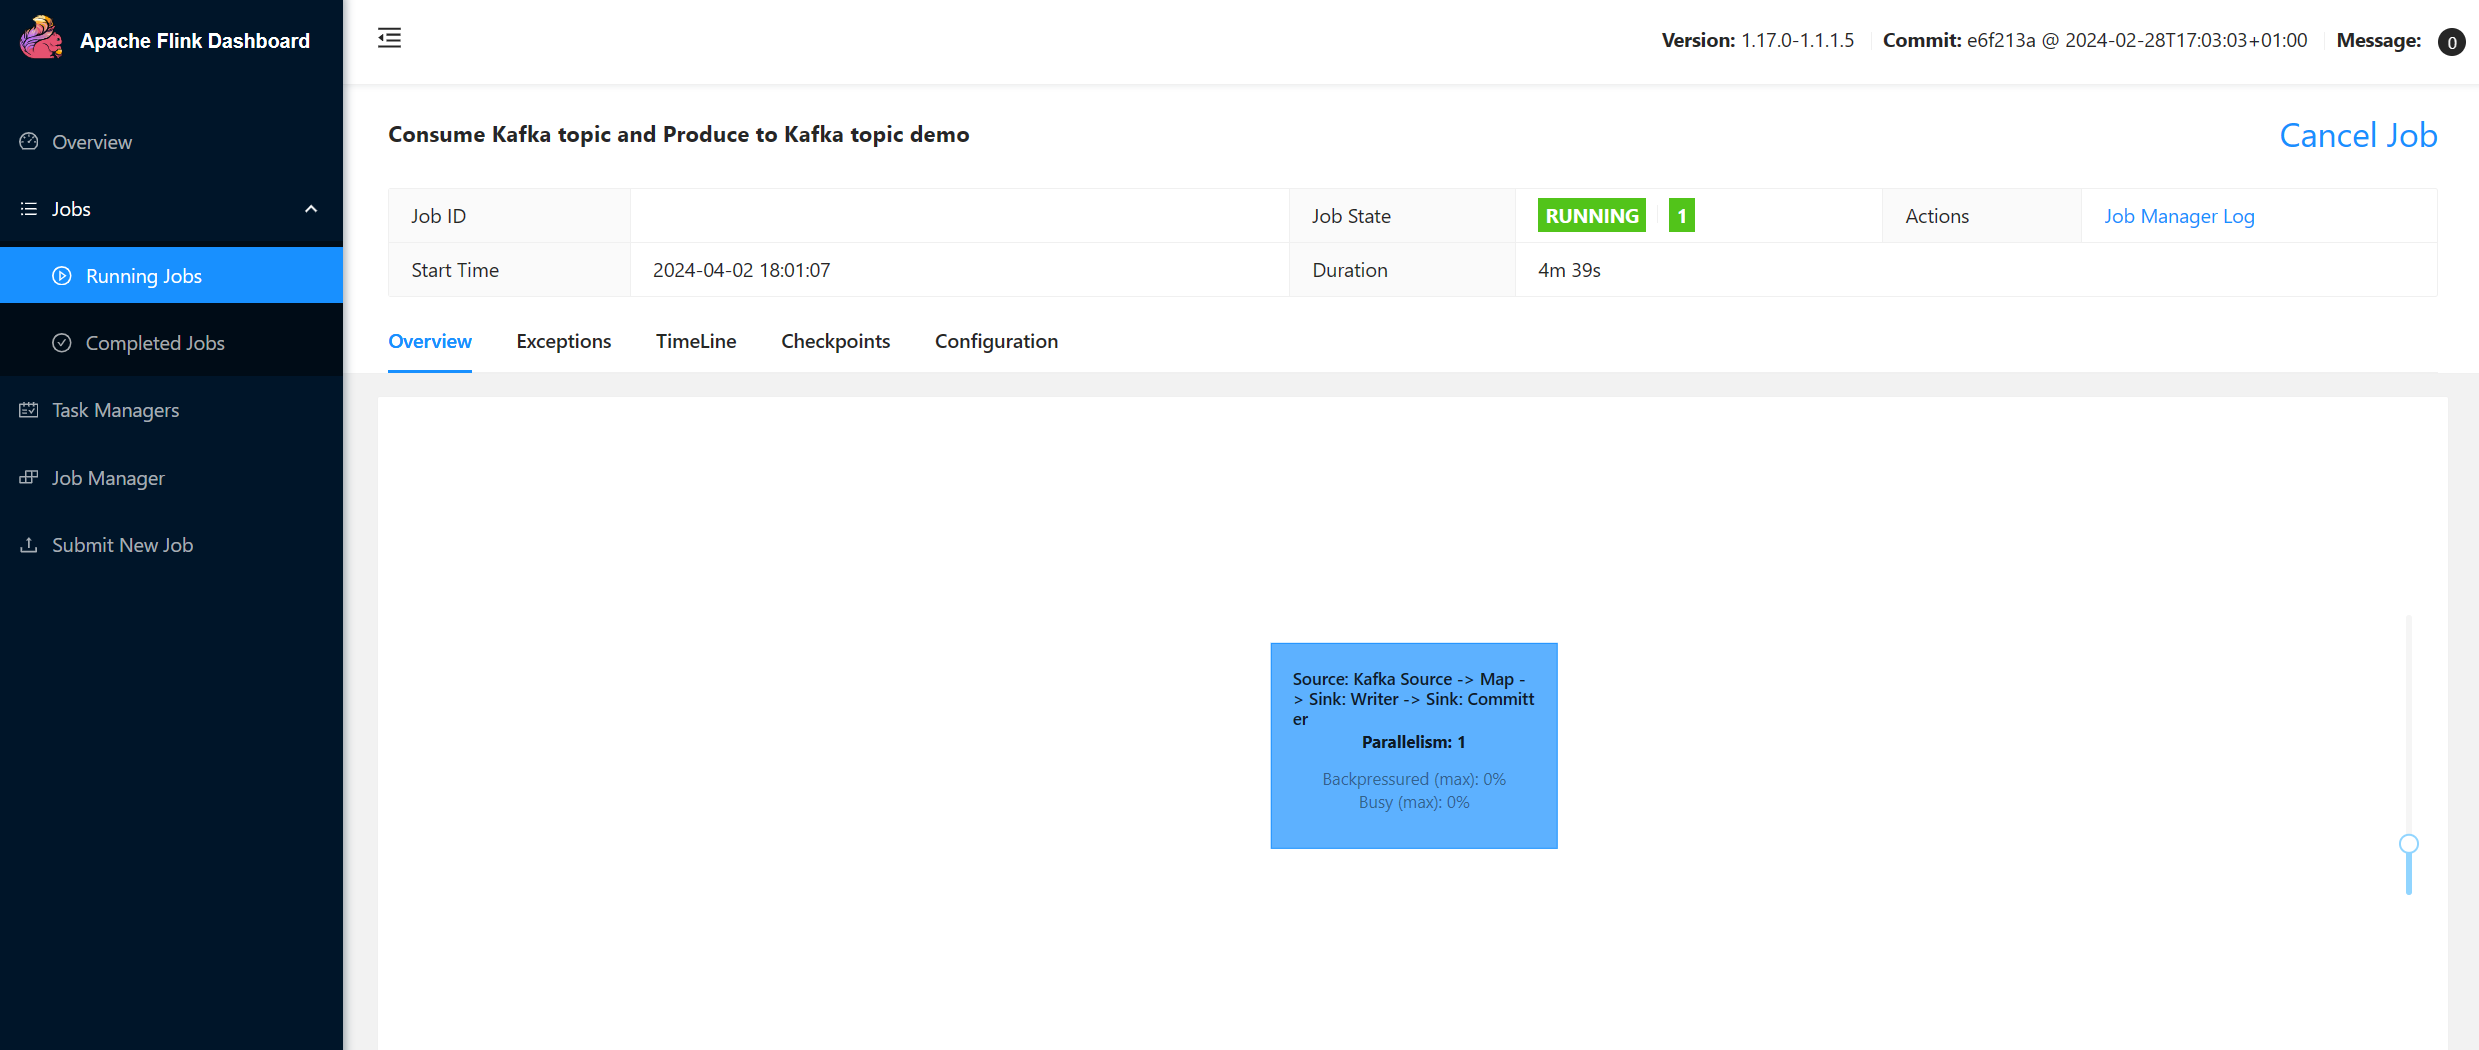 Apache Flink Dashboard
Version: 1.17.0-1.1.1.5 Commit: e6f213a @ 2024-02-28T17:03:03+01:00 Message: 0
Overview
Jobs
Running Jobs
Completed Jobs
Task Managers
Job Manager
Submit New Job
Consume Kafka topic and Produce to Kafka topic demo
Cancel Job
Job ID Job State RUNNING 1 Actions Job Manager Log
Start Time 2024-04-02 18:01:07 Duration 4m 39s
Overview Exceptions TimeLine Checkpoints Configuration
Source: Kafka Source -> Map -
> Sink: Writer -> Sink: Committ
er
Parallelism: 1
Backpressured (max): 0%
Busy (max): 0%